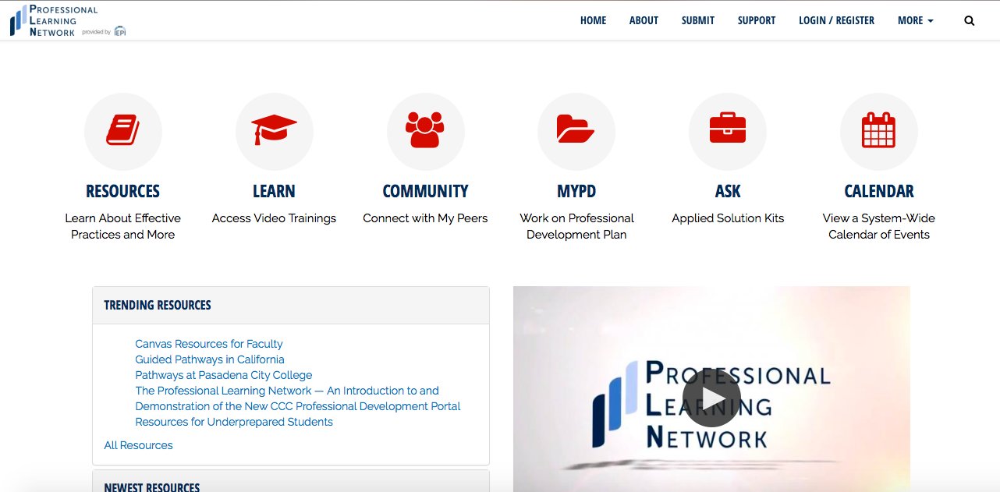 PROFESSIONAL
LEARNING
NETWORK provided by IEPI
HOME ABOUT SUBMIT SUPPORT LOGIN / REGISTER MORE
RESOURCES
Learn About Effective
Practices and More
LEARN
Access Video Trainings
COMMUNITY
Connect with My Peers
MYPD
Work on Professional
Development Plan
ASK
Applied Solution Kits
CALENDAR
View a System-Wide
Calendar of Events
TRENDING RESOURCES
Canvas Resources for Faculty
Guided Pathways in California
Pathways at Pasadena City College
The Professional Learning Network — An Introduction to and
Demonstration of the New CCC Professional Development Portal
Resources for Underprepared Students
All Resources
NEWEST RESOURCES
PROFESSIONAL
LEARNING
NETWORK